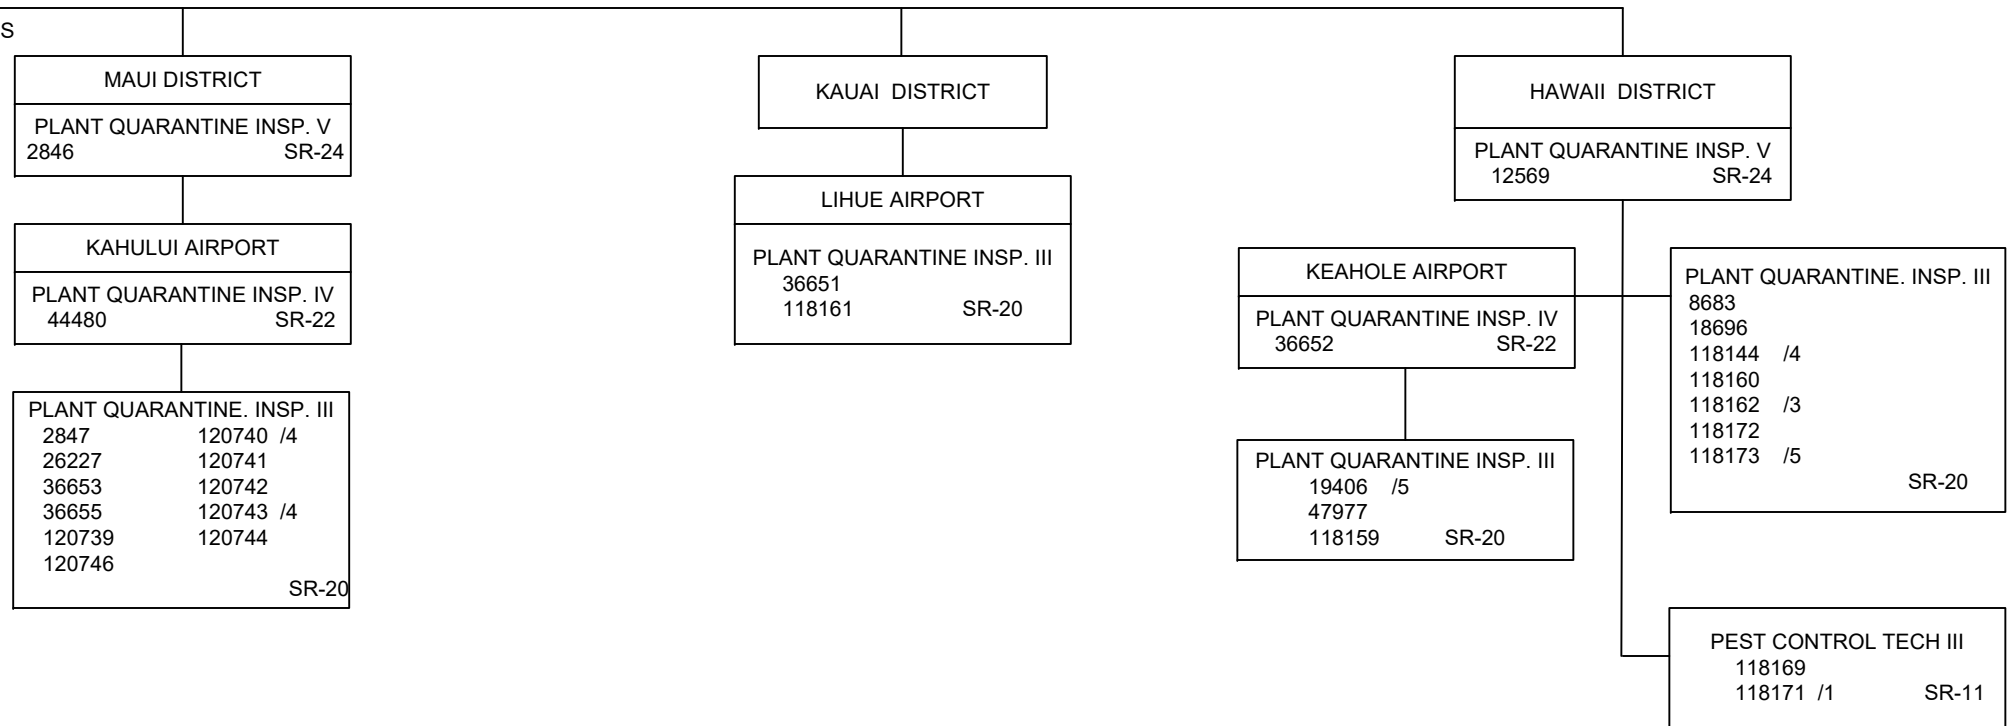 S
MAUI DISTRICT
PLANT QUARANTINE INSP. V
2846 SR-24
KAHULUI AIRPORT
PLANT QUARANTINE INSP. IV
44480 SR-22
PLANT QUARANTINE. INSP. III
2847 120740 /4
26227 120741
36653 120742
36655 120743 /4
120739 120744
120746
SR-20
KAUAI DISTRICT
LIHUE AIRPORT
PLANT QUARANTINE INSP. III
36651
118161 SR-20
HAWAII DISTRICT
PLANT QUARANTINE INSP. V
12569 SR-24
KEAHOLE AIRPORT
PLANT QUARANTINE INSP. IV
36652 SR-22
PLANT QUARANTINE INSP. III
19406 /5
47977
118159 SR-20
PLANT QUARANTINE. INSP. III
8683
18696
118144 /4
118160
118162 /3
118172
118173 /5
SR-20
PEST CONTROL TECH III
118169
118171 /1 SR-11